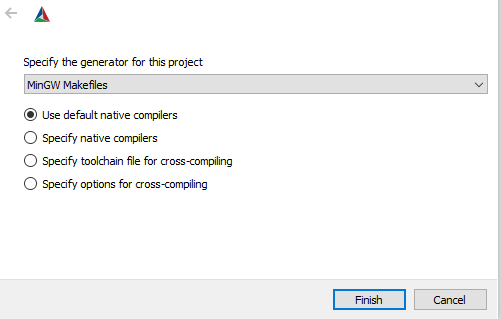 Specify the generator for this project
MinGW Makefiles
Use default native compilers
Specify native compilers
Specify toolchain file for cross-compiling
Specify options for cross-compiling
Finish
Cancel